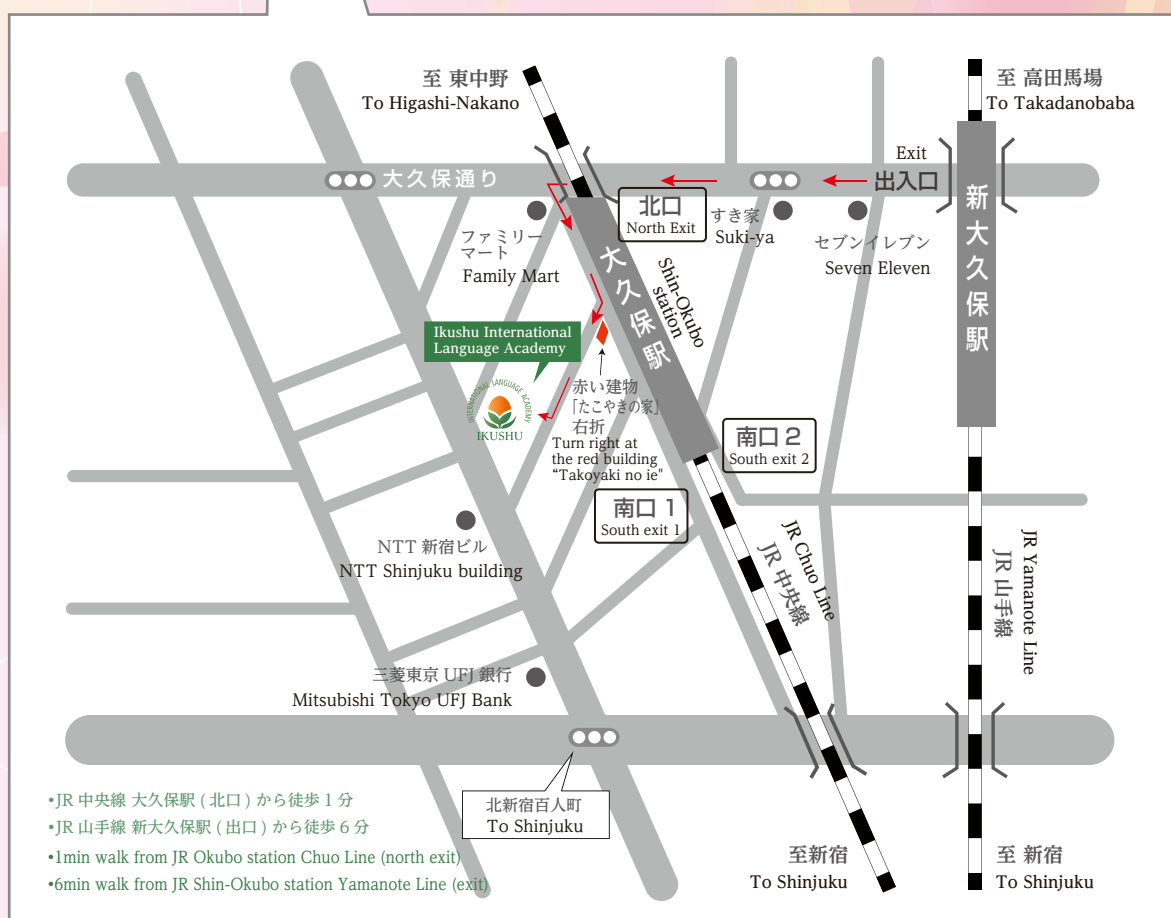 至 東中野
To Higashi-Nakano
至 高田馬場
To Takadanobaba
Exit
出入口
大久保通り
北口
North Exit
すき家
Suki-ya
セブンイレブン
Seven Eleven
新大久保駅
ファミリー
マート
Family Mart
大久保駅
Shin-Okubo
station
Ikushu International
Language Academy
INTERNATIONAL LANGUAGE ACADEMY
IKUSHU
赤い建物
「たこやきの家」
右折
Turn right at
the red building
“Takoyaki no ie"
南口 2
South exit 2
南口 1
South exit 1
NTT 新宿ビル
NTT Shinjuku building
JR Chuo Line
JR 中央線
JR Yamanote Line
JR 山手線
三菱東京 UFJ 銀行
Mitsubishi Tokyo UFJ Bank
北新宿百人町
To Shinjuku
•JR 中央線 大久保駅 ( 北口 ) から徒歩 1 分
•JR 山手線 新大久保駅 ( 出口 ) から徒歩 6 分
•1min walk from JR Okubo station Chuo Line (north exit)
•6min walk from JR Shin-Okubo station Yamanote Line (exit)
至新宿
To Shinjuku
至 新宿
To Shinjuku